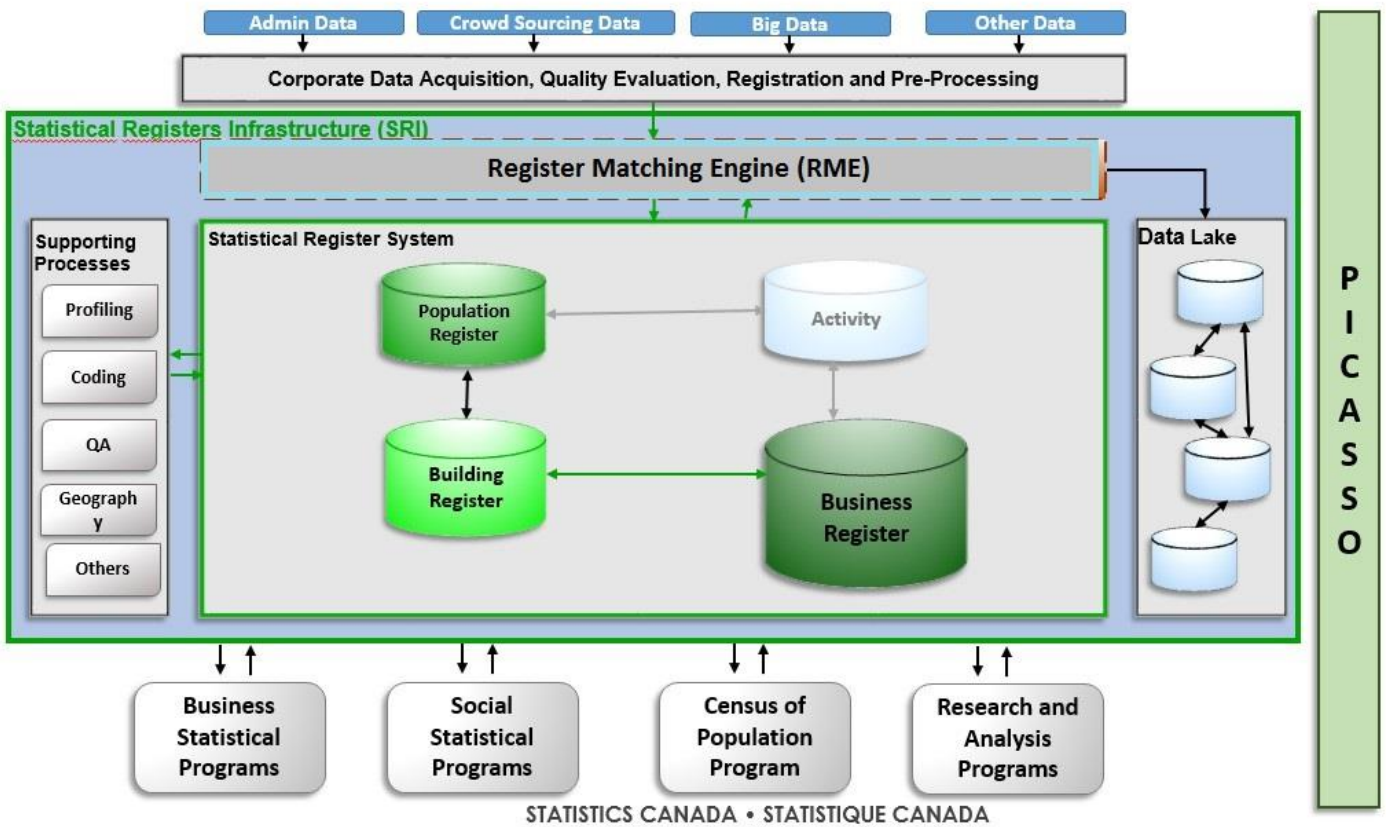 Admin Data
Crowd Sourcing Data
Big Data
Other Data
Corporate Data Acquisition, Quality Evaluation, Registration and Pre-Processing
Statistical Registers Infrastructure (SRI)
Register Matching Engine (RME)
Supporting
Processes
Profiling
Coding
QA
Geograph
y
Others
Statistical Register System
Population
Register
Activity
Building
Register
Business
Register
Data Lake
P
I
C
A
S
S
O
Business
Statistical
Programs
Social
Statistical
Programs
Census of
Population
Program
Research and
Analysis
Programs
STATISTICS CANADA • STATISTIQUE CANADA